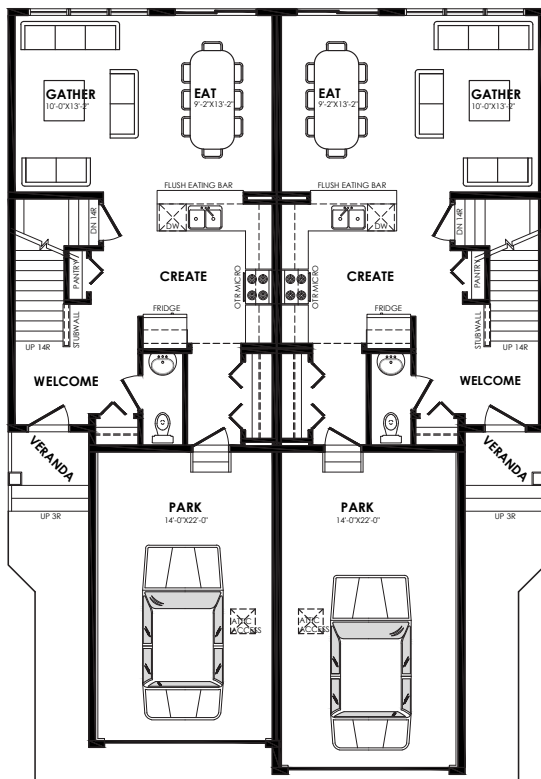 GATHER
10'-0"X13'-2"
EAT
9'-2"X13'-2"
EAT
9'-2"X13'-2"
GATHER
10'-0"X13'-2"
FLUSH EATING BAR
FLUSH EATING BAR
DN 14R
DW
DW
DN 14R
PANTRY
CREATE
OTR MICRO
OTR MICRO
CREATE
PANTRY
STUBWALL
FRIDGE
FRIDGE
STUBWALL
UP 14R
UP 14R
WELCOME
WELCOME
VERANDA
VERANDA
UP 3R
PARK
14'-0"X22'-0"
PARK
14'-0"X22'-0"
UP 3R
ATTIC
ACCESS
ATTIC
ACCESS